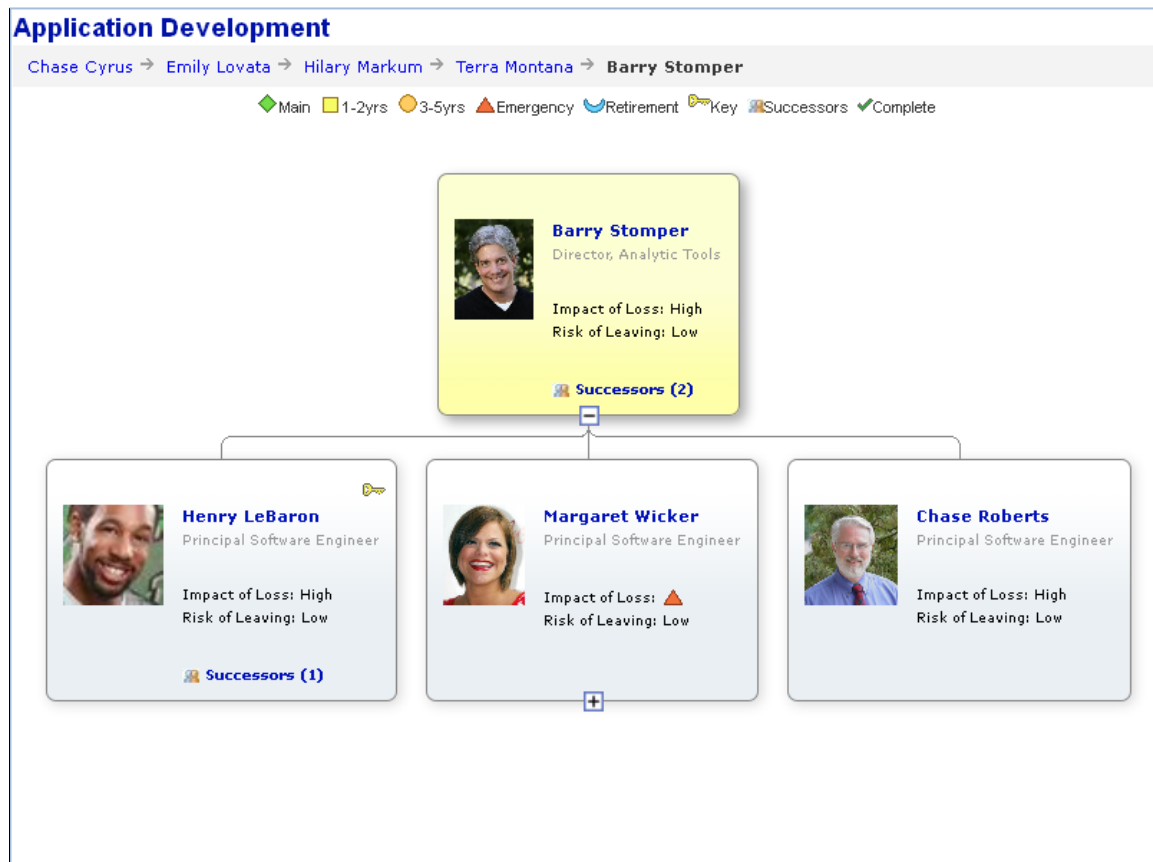 Application Development
Chase Cyrus Emily Lovata Hilary Markum Terra Montana Barry Stomper
Main 1-2yrs 3-5yrs Emergency Retirement Key Successors Complete
Barry Stomper
Director, Analytic Tools
Impact of Loss: High
Risk of Leaving: Low
Successors (2)
Henry LeBaron
Principal Software Engineer
Impact of Loss: High
Risk of Leaving: Low
Successors (1)
Margaret Wicker
Principal Software Engineer
Impact of Loss:
Risk of Leaving: Low
Chase Roberts
Principal Software Engineer
Impact of Loss: High
Risk of Leaving: Low